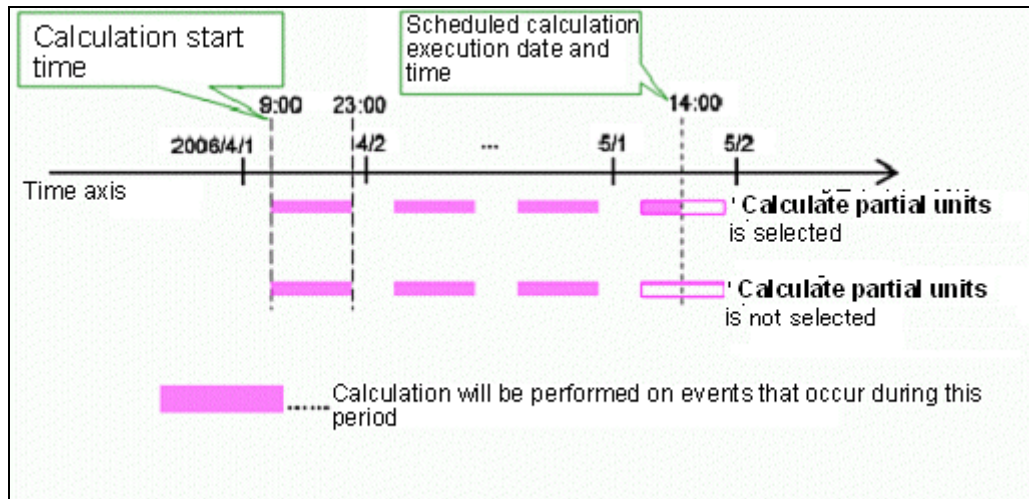 Calculation start
time
Scheduled calculation
execution date and
time
9:00 23:00 14:00
2006/4/1 4/2 ... 5/1 5/2
Time axis
' Calculate partial units
is selected
' Calculate partial units
is not selected
...... Calculation will be performed on events that occur during this
period